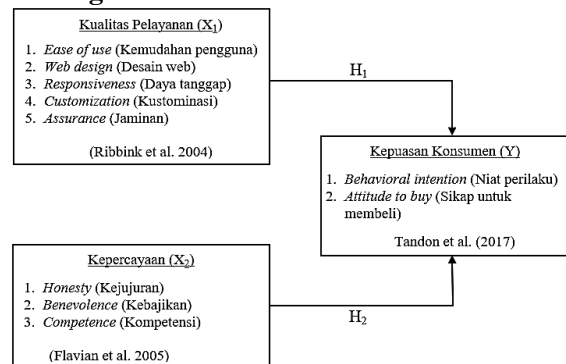 Kualitas Pelayanan (X₁)
1. Ease of use (Kemudahan pengguna)
2. Web design (Desain web)
3. Responsiveness (Daya tanggap)
4. Customization (Kustominasi)
5. Assurance (Jaminan)
(Ribbink et al. 2004)
H₁
Kepuasan Konsumen (Y)
1. Behavioral intention (Niat perilaku)
2. Attitude to buy (Sikap untuk
membeli)
Tandon et al. (2017)
Kepercayaan (X₂)
1. Honesty (Kejujuran)
2. Benevolence (Kebajikan)
3. Competence (Kompetensi)
(Flavian et al. 2005)
H₂